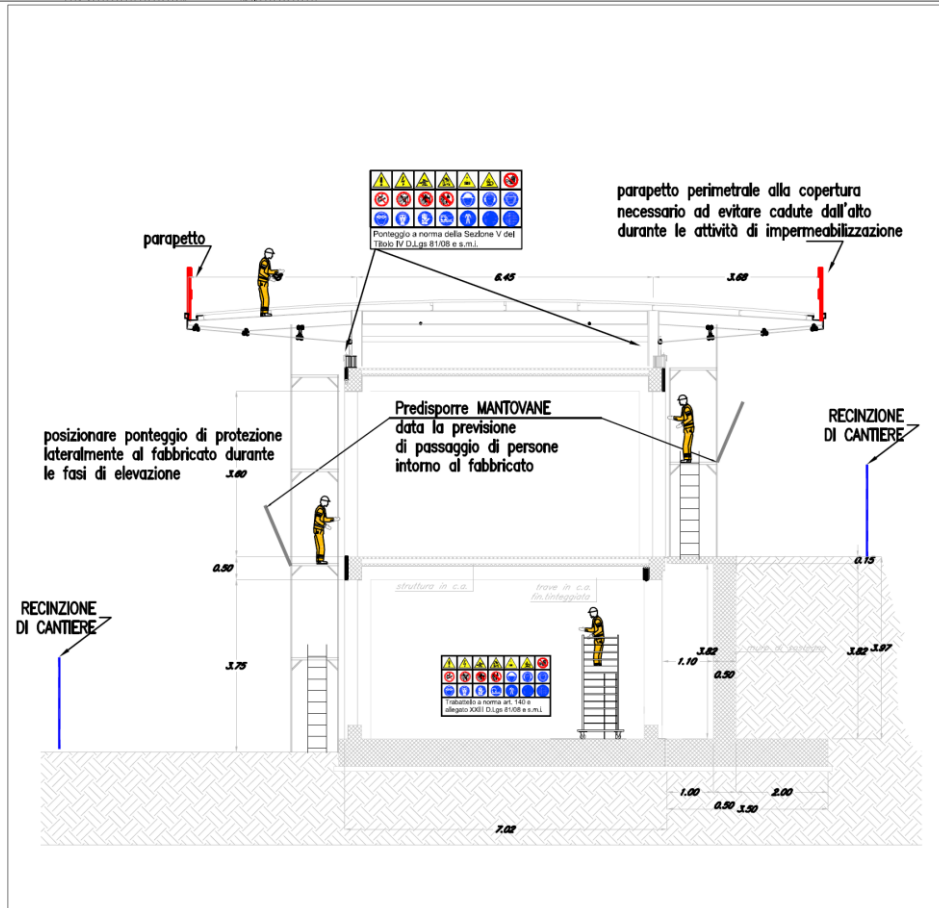 Ponteggio a norma della Sezione V del
Titolo IV D.Lgs 81/08 e s.m.i.
parapetto
parapetto perimetrale alla copertura
necessario ad evitare cadute dall'alto
durante le attività di impermeabilizzazione
6.45
3.68
posizionare ponteggio di protezione
lateralmente al fabbricato durante
le fasi di elevazione
3.60
Predisporre MANTOVANE
data la previsione
di passaggio di persone
intorno al fabbricato
RECINZIONE
DI CANTIERE
0.50
0.15
struttura in c.a.
trave in c.a.
fin.tinteggiata
RECINZIONE
DI CANTIERE
3.75
1.10
3.82
0.50
3.82
3.97
Trabattello a norma art. 140 e
allegato XXIII D.Lgs 81/08 e s.m.i.
1.00
0.50
3.50
2.00
7.02